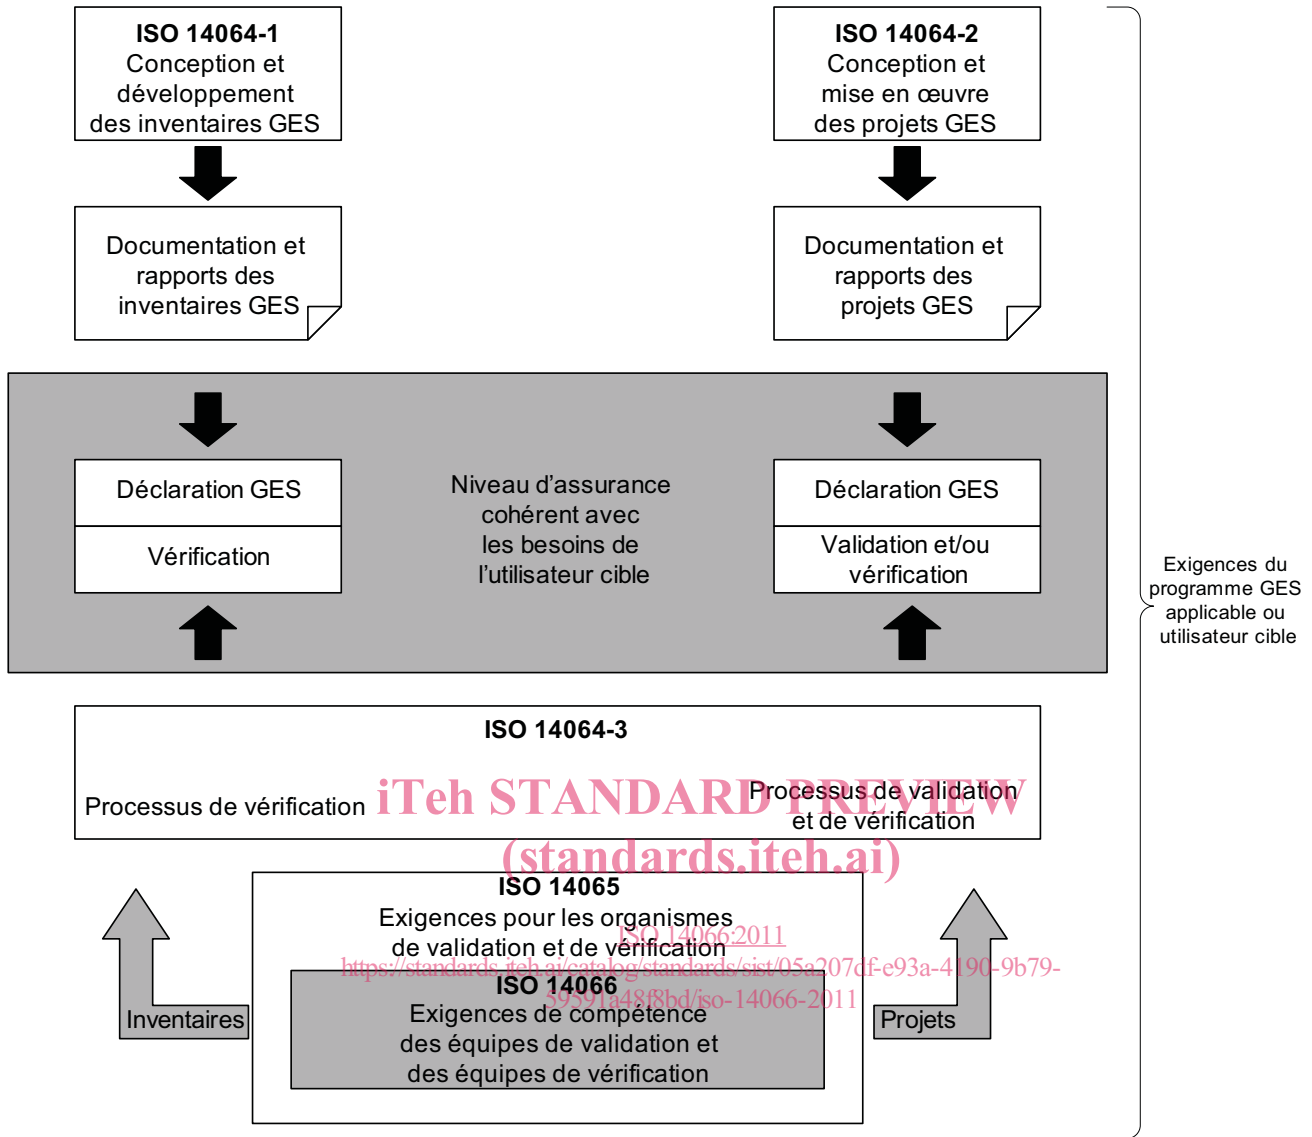 ISO 14064-1
Conception et
développement
des inventaires GES
ISO 14064-2
Conception et
mise en œuvre
des projets GES
Documentation et
rapports des
inventaires GES
Documentation et
rapports des
projets GES
Déclaration GES
Vérification
Niveau d’assurance
cohérent avec
les besoins de
l’utilisateur cible
Déclaration GES
Validation et/ou
vérification
Exigences du
programme GES
applicable ou
utilisateur cible
ISO 14064-3
Processus de vérification
Processus de validation
et de vérification
iTeh STANDARD PREVIEW
(standards.iteh.ai)
ISO 14065
Exigences pour les organismes
de validation et de vérification
ISO 14066:2011
https://standards.iteh.ai/catalog/standards/sist/05a207df-e93a-4190-9b79-
59591a48f8bd/iso-14066-2011
ISO 14066
Exigences de compétence
des équipes de validation et
des équipes de vérification
Inventaires
Projets